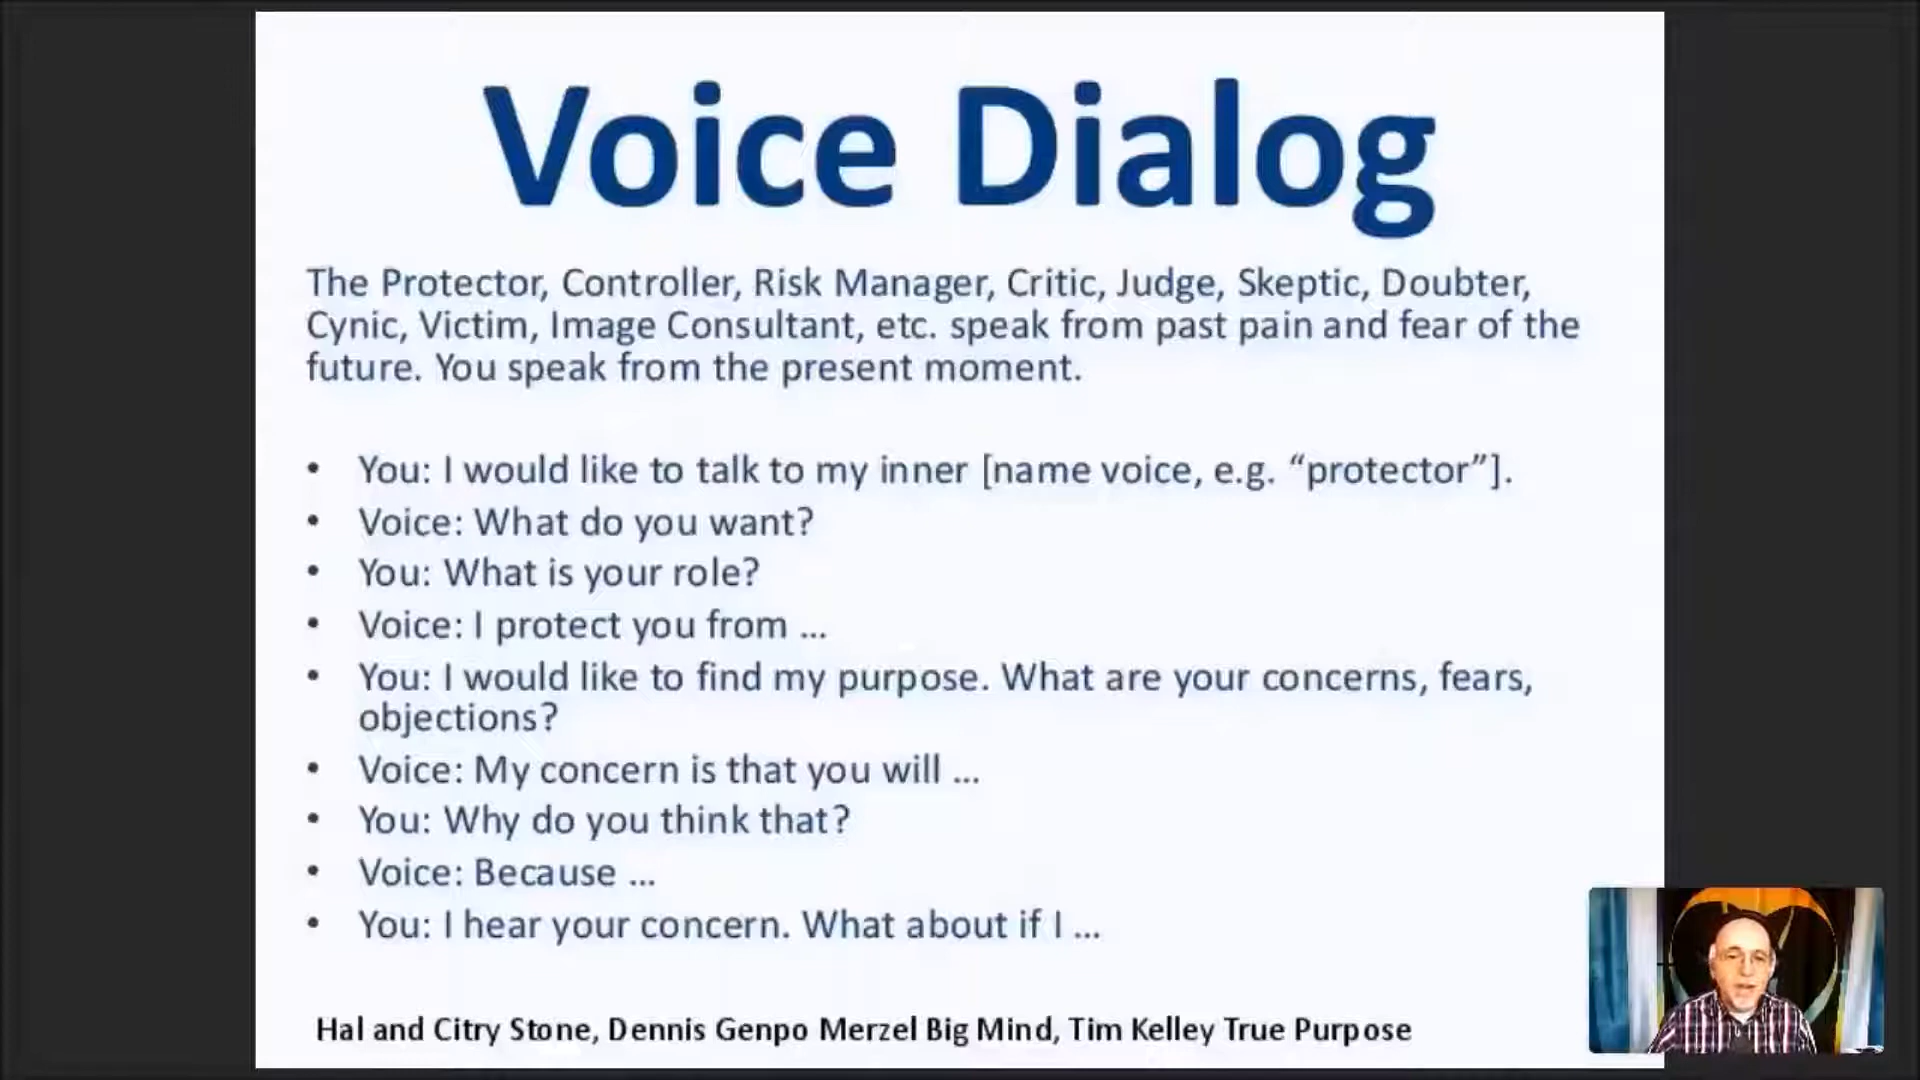 Voice Dialog
The Protector, Controller, Risk Manager, Critic, Judge, Skeptic, Doubter,
Cynic, Victim, Image Consultant, etc. speak from past pain and fear of the
future. You speak from the present moment.
• You: I would like to talk to my inner [name voice, e.g. “protector”].
• Voice: What do you want?
• You: What is your role?
• Voice: I protect you from ...
• You: I would like to find my purpose. What are your concerns, fears,
objections?
• Voice: My concern is that you will ...
• You: Why do you think that?
• Voice: Because ...
• You: I hear your concern. What about if I ...
Hal and Citry Stone, Dennis Genpo Merzel Big Mind, Tim Kelley True Purpose